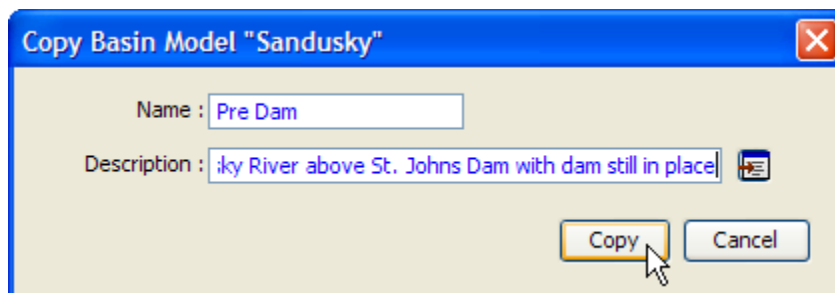 Copy Basin Model "Sandusky"
Name : Pre Dam
Description : ky River above St. Johns Dam with dam still in place
Copy Cancel